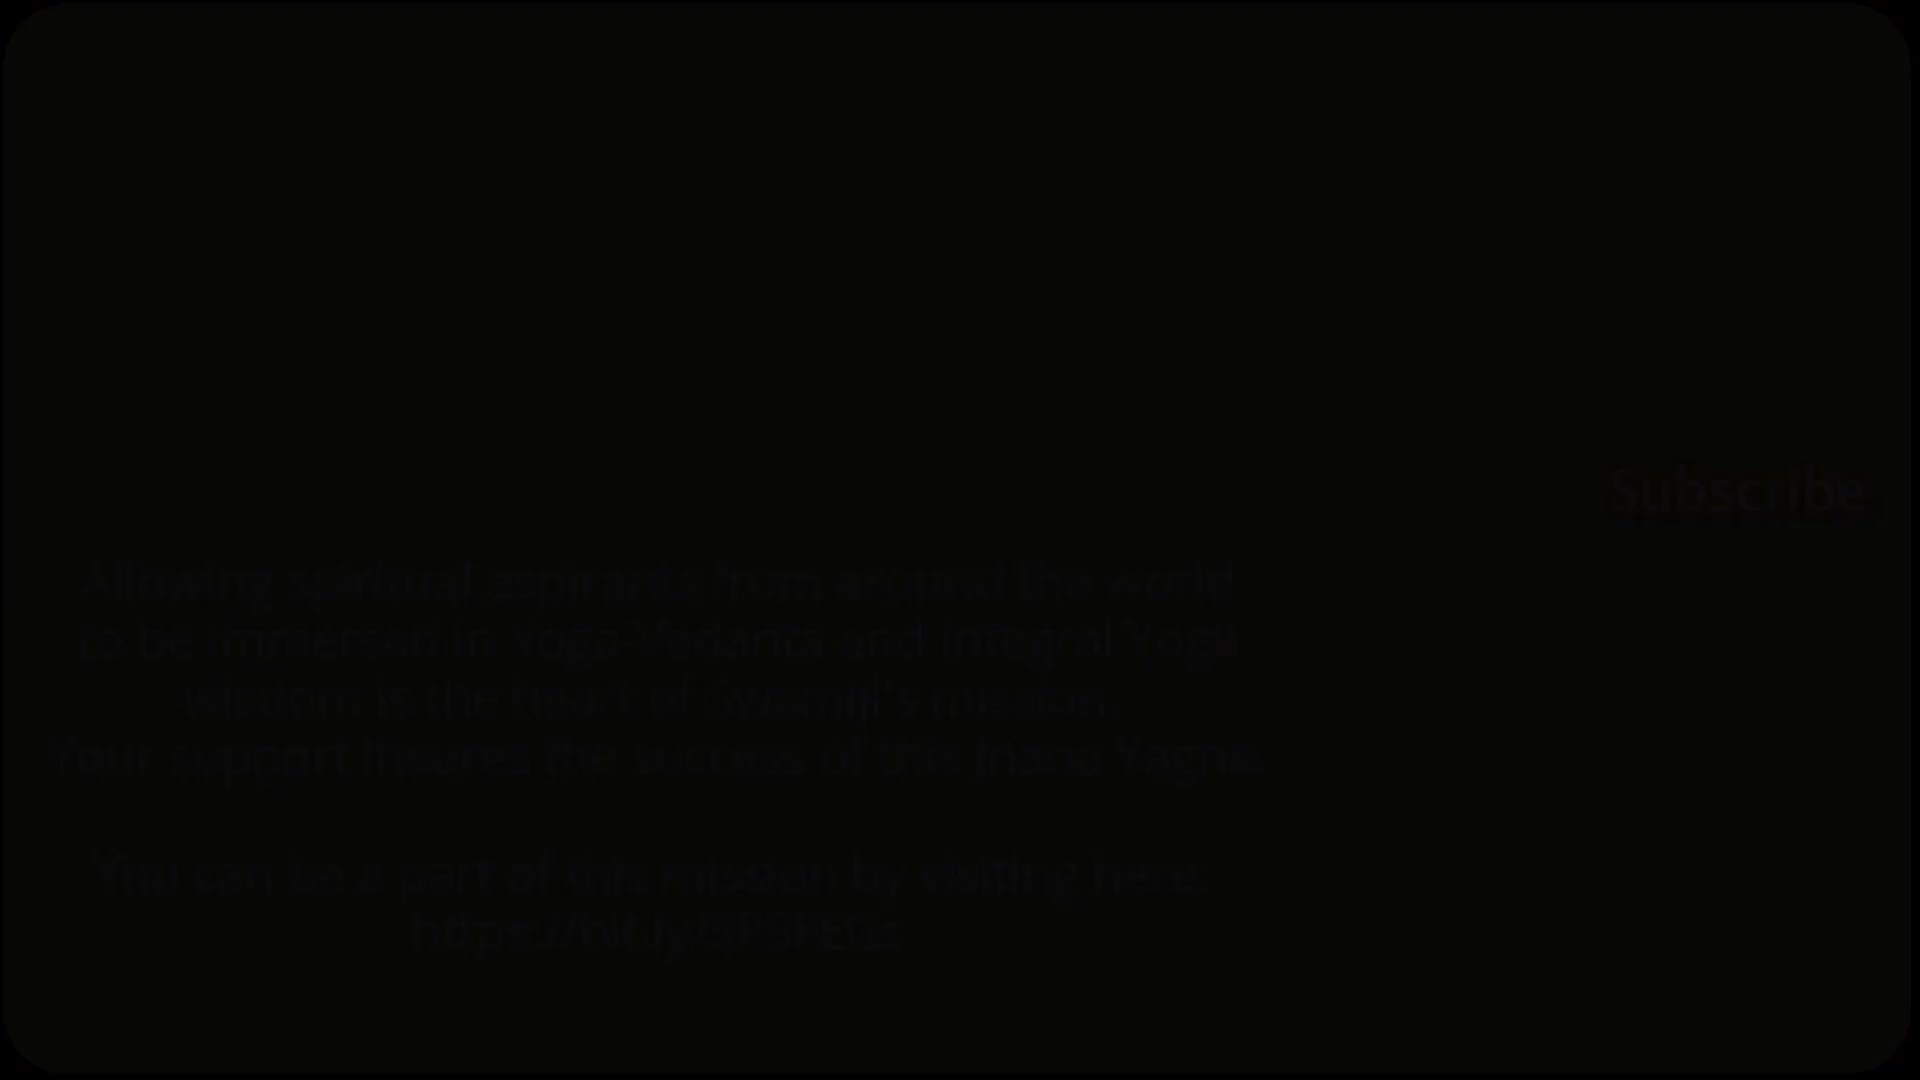 Subscribe
Allowing spiritual aspirants from around the world
to be immersed in Yoga-Vedanta and Integral Yoga
wisdom is the heart of Swamiji's mission.
Your support insures the success of this Jnana Yagna.
You can be a part of this mission by visiting here: